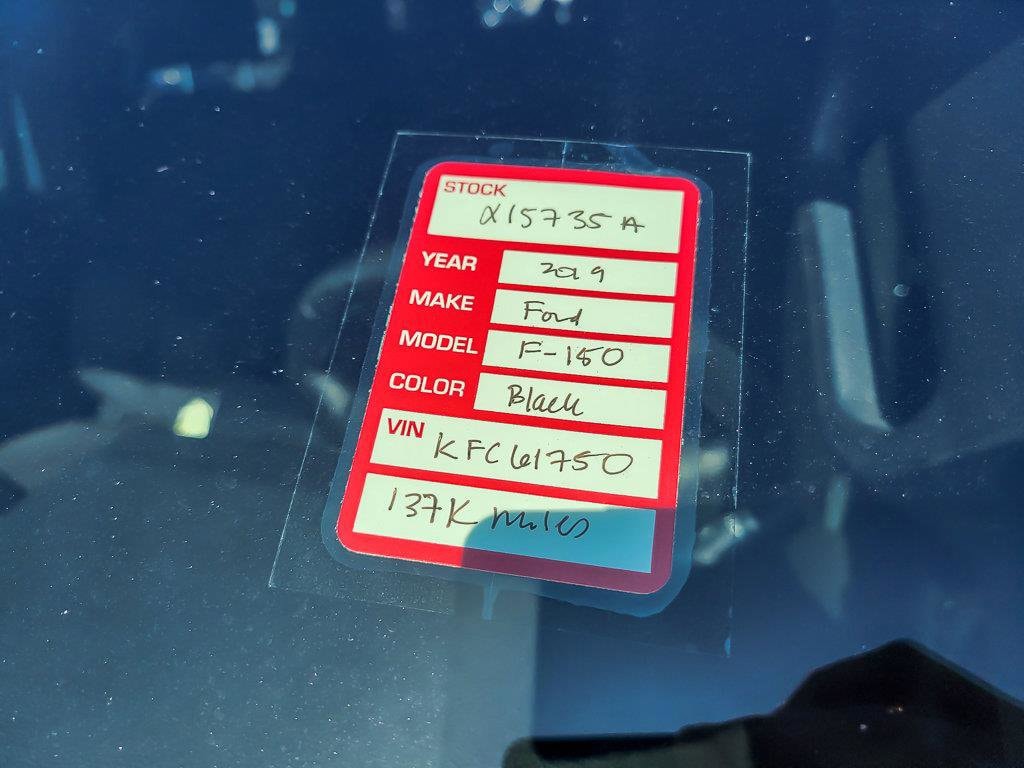 STOCK
X15735A
YEAR 2019
MAKE Ford
MODEL F-150
COLOR Black
VIN KFC61750
137K miles